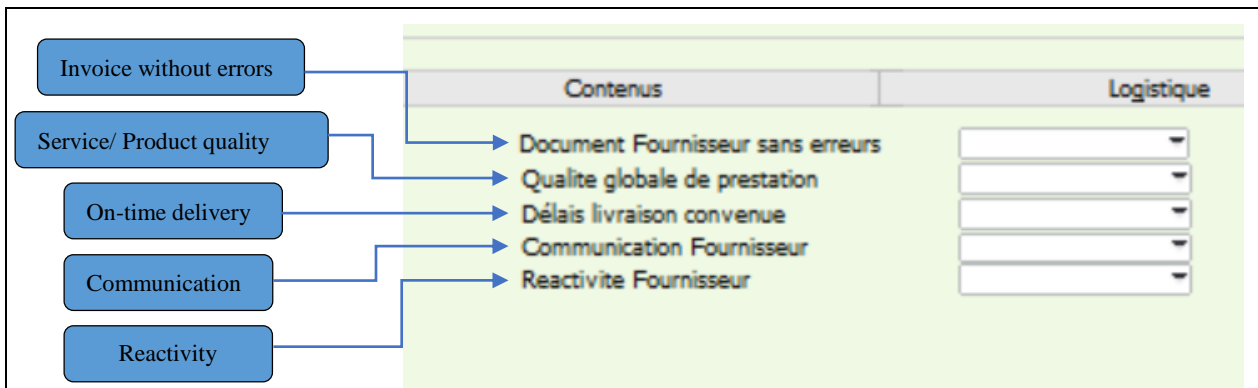 Invoice without errors
Service/ Product quality
On-time delivery
Communication
Reactivity
Contenus
Logistique
Document Fournisseur sans erreurs
Qualite globale de prestation
Délais livraison convenue
Communication Fournisseur
Reactivite Fournisseur